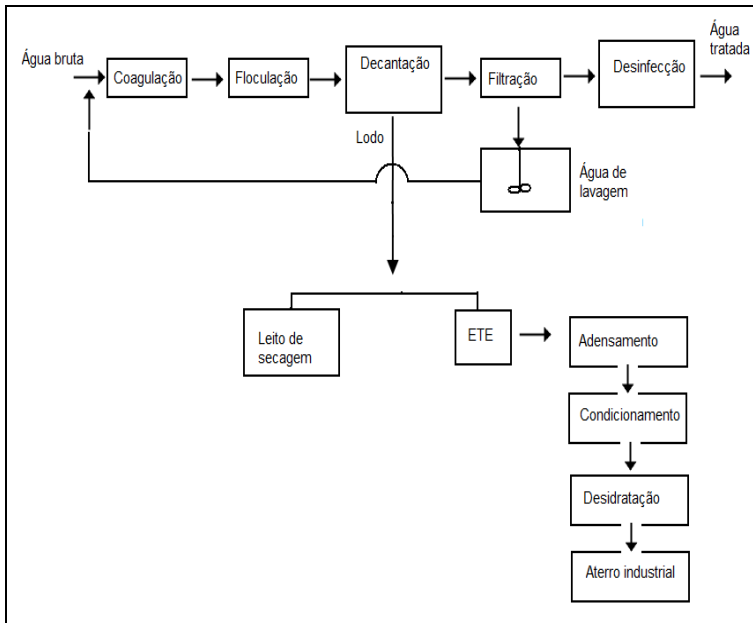 Água bruta
Coagulação
Floculação
Decantação
Filtração
Desinfecção
Água
tratada
Lodo
Água de
lavagem
Leito de
secagem
ETE
Adensamento
Condicionamento
Desidratação
Aterro industrial